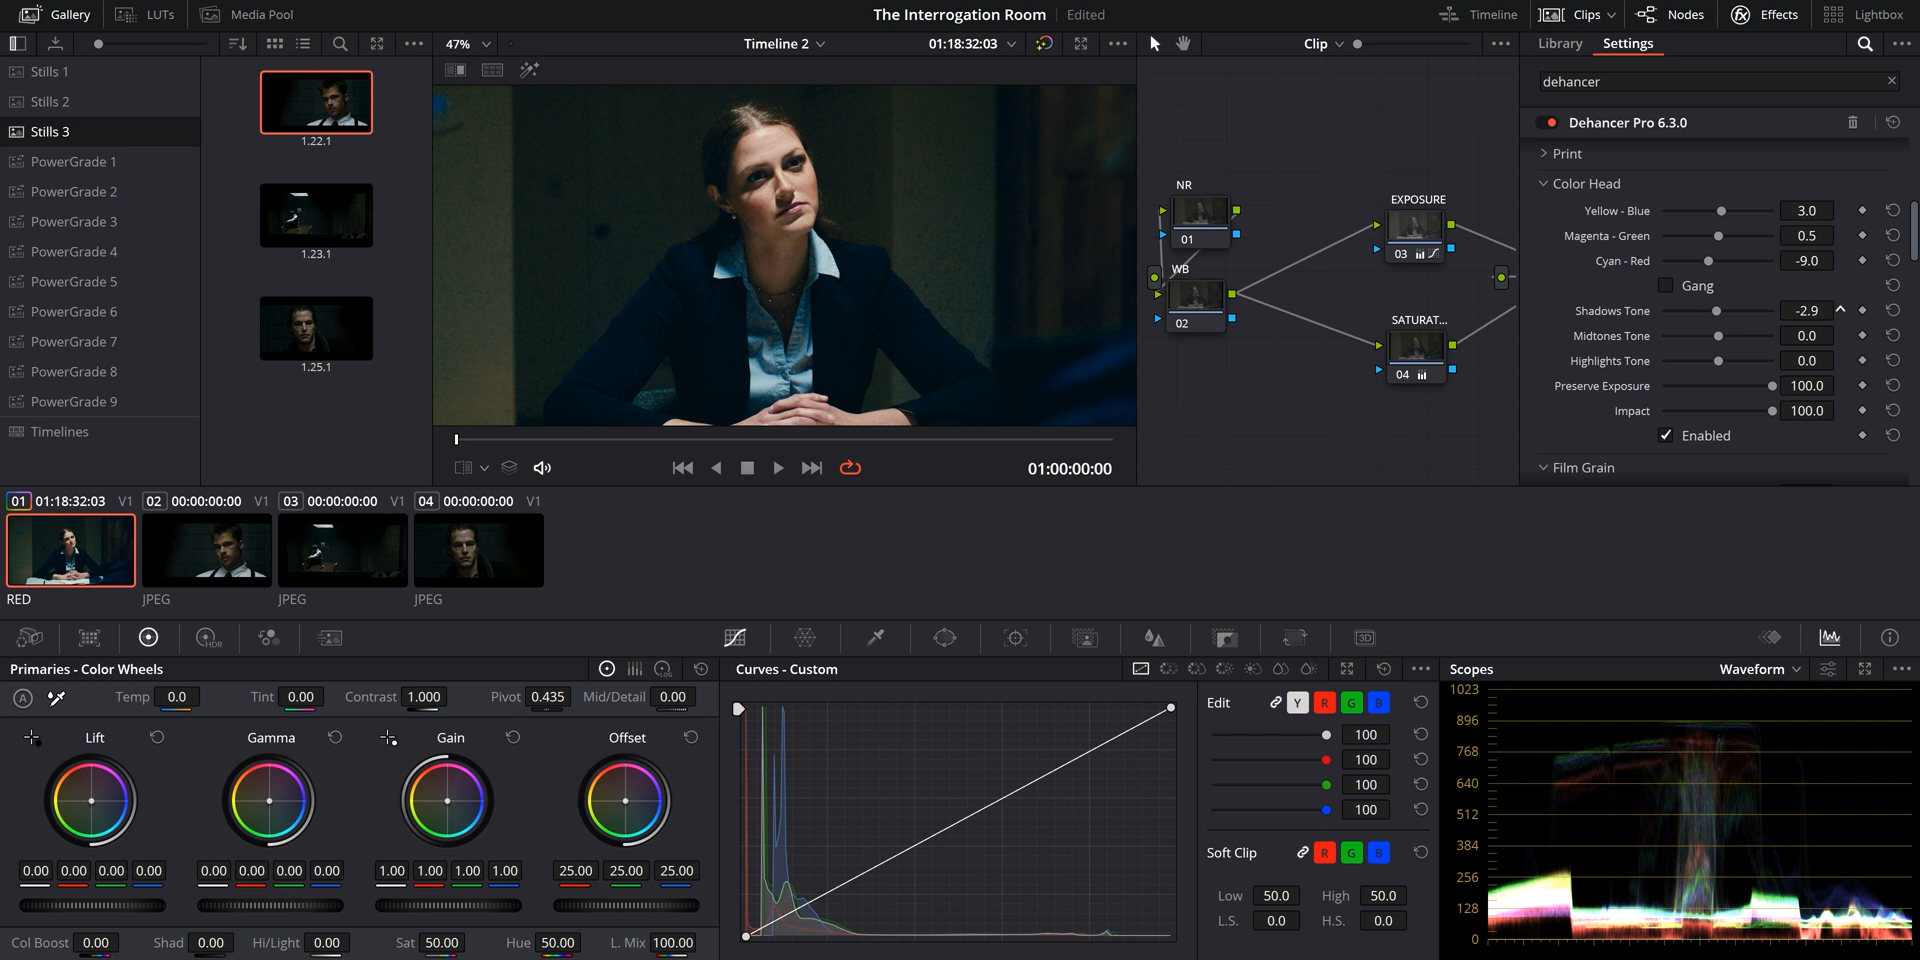 Gallery LUTs Media Pool The Interrogation Room Edited Timeline Clips Nodes Effects Lightbox
47% Timeline 2 01:18:32:03 Clip Library Settings
Stills 1
Stills 2
Stills 3
PowerGrade 1
PowerGrade 2
PowerGrade 3
PowerGrade 4
PowerGrade 5
PowerGrade 6
PowerGrade 7
PowerGrade 8
PowerGrade 9
Timelines
1.22.1
1.23.1
1.25.1
01:00:00:00
NR
01
WB
02
EXPOSURE
03
SATURAT...
04
dehancer
Dehancer Pro 6.3.0
Print
Color Head
Yellow - Blue 3.0
Magenta - Green 0.5
Cyan - Red -9.0
Gang
Shadows Tone -2.9
Midtones Tone 0.0
Highlights Tone 0.0
Preserve Exposure 100.0
Impact 100.0
Enabled
Film Grain
01 01:18:32:03 V1 02 00:00:00:00 V1 03 00:00:00:00 V1 04 00:00:00:00 V1
RED JPEG JPEG JPEG
HDR 3D
Primaries - Color Wheels
LOG
A Temp 0.0 Tint 0.00 Contrast 1.000 Pivot 0.435 Mid/Detail 0.00
Lift Gamma Gain Offset
0.00 0.00 0.00 0.00 0.00 0.00 0.00 0.00 1.00 1.00 1.00 1.00 25.00 25.00 25.00
Col Boost 0.00 Shad 0.00 Hi/Light 0.00 Sat 50.00 Hue 50.00 L. Mix 100.00
Curves - Custom
Edit Y R G B
100
100
100
100
Soft Clip R G B
Low 50.0 High 50.0
L.S. 0.0 H.S. 0.0
Scopes Waveform
1023
896
768
640
512
384
256
128
0